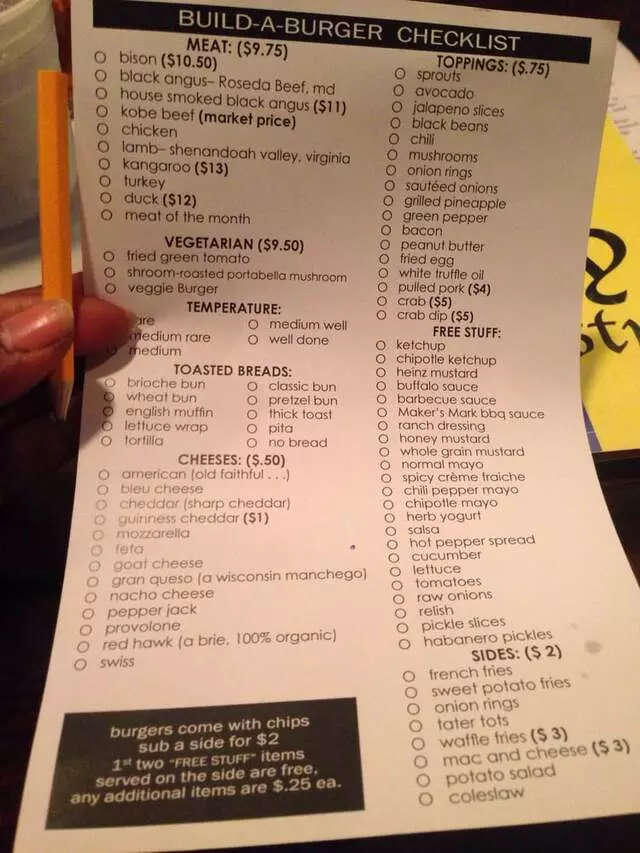 BUILD-A-BURGER CHECKLIST
MEAT: ($9.75)
bison ($10.50)
black angus– Roseda Beef, md
house smoked black angus ($11)
kobe beef (market price)
chicken
lamb– shenandoah valley, virginia
kangaroo ($13)
turkey
duck ($12)
meat of the month
VEGETARIAN ($9.50)
fried green tomato
shroom-roasted portabella mushroom
veggie Burger
TEMPERATURE:
are
medium rare
medium
medium well
well done
TOASTED BREADS:
brioche bun
wheat bun
english muffin
lettuce wrap
tortilla
classic bun
pretzel bun
thick toast
pita
no bread
CHEESES: ($.50)
american (old faithful . . .)
bleu cheese
cheddar (sharp cheddar)
guinness cheddar ($1)
mozzarella
feta
goat cheese
gran queso (a wisconsin manchego)
nacho cheese
pepper jack
provolone
red hawk (a brie, 100% organic)
swiss
burgers come with chips
sub a side for $2
1st two "FREE STUFF" items
served on the side are free,
any additional items are $.25 ea.
TOPPINGS: ($.75)
sprouts
avocado
jalapeno slices
black beans
chili
mushrooms
onion rings
sautéed onions
grilled pineapple
green pepper
bacon
peanut butter
fried egg
white truffle oil
pulled pork ($4)
crab ($5)
crab dip ($5)
FREE STUFF:
ketchup
chipotle ketchup
heinz mustard
buffalo sauce
barbecue sauce
Maker's Mark bbq sauce
ranch dressing
honey mustard
whole grain mustard
normal mayo
spicy crème fraiche
chili pepper mayo
chipotle mayo
herb yogurt
salsa
hot pepper spread
cucumber
lettuce
tomatoes
raw onions
relish
pickle slices
habanero pickles
SIDES: ($ 2)
french fries
sweet potato fries
onion rings
tater tots
waffle fries ($ 3)
mac and cheese ($ 3)
potato salad
coleslaw